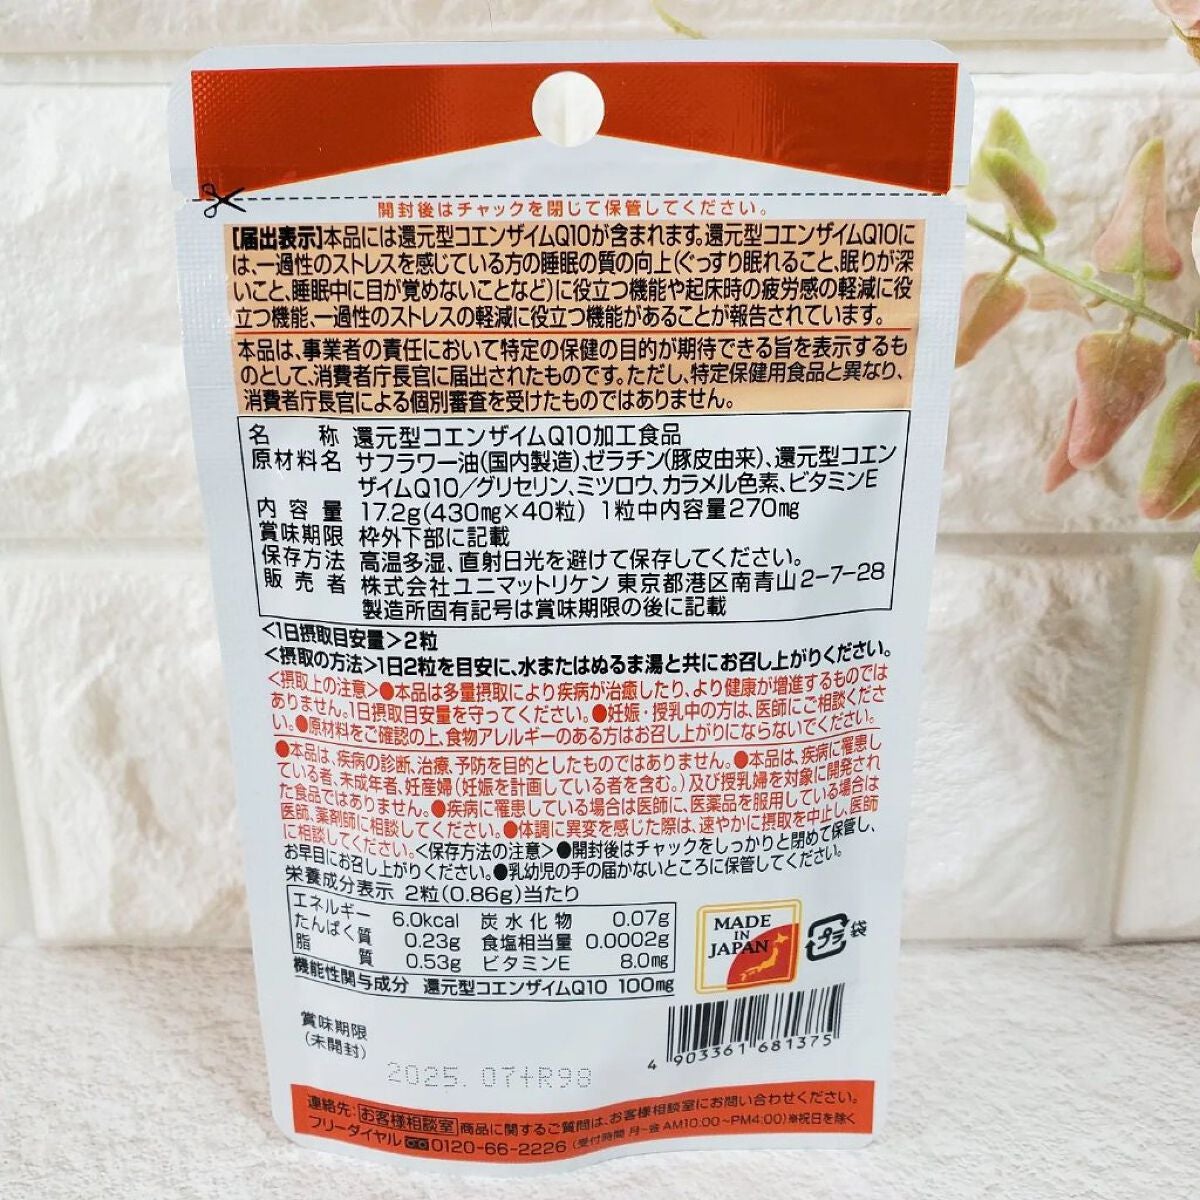 開封後はチャックを閉じて保管してください。
【届出表示】本品には還元型コエンザイムQ10が含まれます。還元型コエンザイムQ10に
は、一過性のストレスを感じている方の睡眠の質の向上(ぐっすり眠れること、眠りが深
いこと、睡眠中に目が覚めないことなど)に役立つ機能や起床時の疲労感の軽減に役
立つ機能、一過性のストレスの軽減に役立つ機能があることが報告されています。
本品は、事業者の責任において特定の保健の目的が期待できる旨を表示するも
のとして、消費者庁長官に届出されたものです。ただし、特定保健用食品と異なり、
消費者庁長官による個別審査を受けたものではありません。
名称 還元型コエンザイムQ10加工食品
原材料名 サフラワー油(国内製造)、ゼラチン(豚皮由来)、還元型コエン
ザイムQ10/グリセリン、ミツロウ、カラメル色素、ビタミンE
内容量 17.2g(430mg×40粒) 1粒中内容量270mg
賞味期限 枠外下部に記載
保存方法 高温多湿、直射日光を避けて保存してください。
販売者 株式会社ユニマットリケン 東京都港区南青山2-7-28
製造所固有記号は賞味期限の後に記載
<1日摂取目安量>2粒
<摂取の方法>1日2粒を目安に、水またはぬるま湯と共にお召し上がりください。
<摂取上の注意>●本品は多量摂取により疾病が治癒したり、より健康が増進するものでは
ありません。1日摂取目安量を守ってください。●妊娠・授乳中の方は、医師にご相談くださ
い。●原材料をご確認の上、食物アレルギーのある方はお召し上がりにならないでください。
●本品は、疾病の診断、治療、予防を目的としたものではありません。●本品は、疾病に罹患し
ている者、未成年者、妊産婦(妊娠を計画している者を含む。)及び授乳婦を対象に開発され
た食品ではありません。●疾病に罹患している場合は医師に、医薬品を服用している場合は
医師、薬剤師に相談してください。●体調に異変を感じた際は、速やかに摂取を中止し、医師
に相談してください。<保存方法の注意>●開封後はチャックをしっかりと閉めて保管し、
お早目にお召し上がりください。●乳幼児の手の届かないところに保管してください。
栄養成分表示 2粒(0.86g)当たり
エネルギー 6.0kcal 炭水化物 0.07g
たんぱく質 0.23g 食塩相当量 0.0002g
脂質 0.53g ビタミンE 8.0mg
機能性関与成分 還元型コエンザイムQ10 100mg
MADE
IN
JAPAN
プラ
袋
賞味期限
(未開封)
2025.07+R98
4 903361 681375
連絡先:お客様相談室 商品に関するご質問は、お客様相談室にお問い合わせください。
フリーダイヤル 0120-66-2226 (受付時間 月~金 AM10:00~PM4:00)※祝日を除く